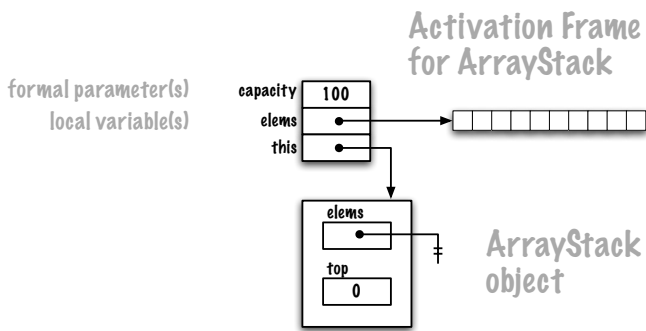 Activation Frame
for ArrayStack
formal parameter(s)
capacity
100
local variable(s)
elems
this
elems
top
0
ArrayStack
object